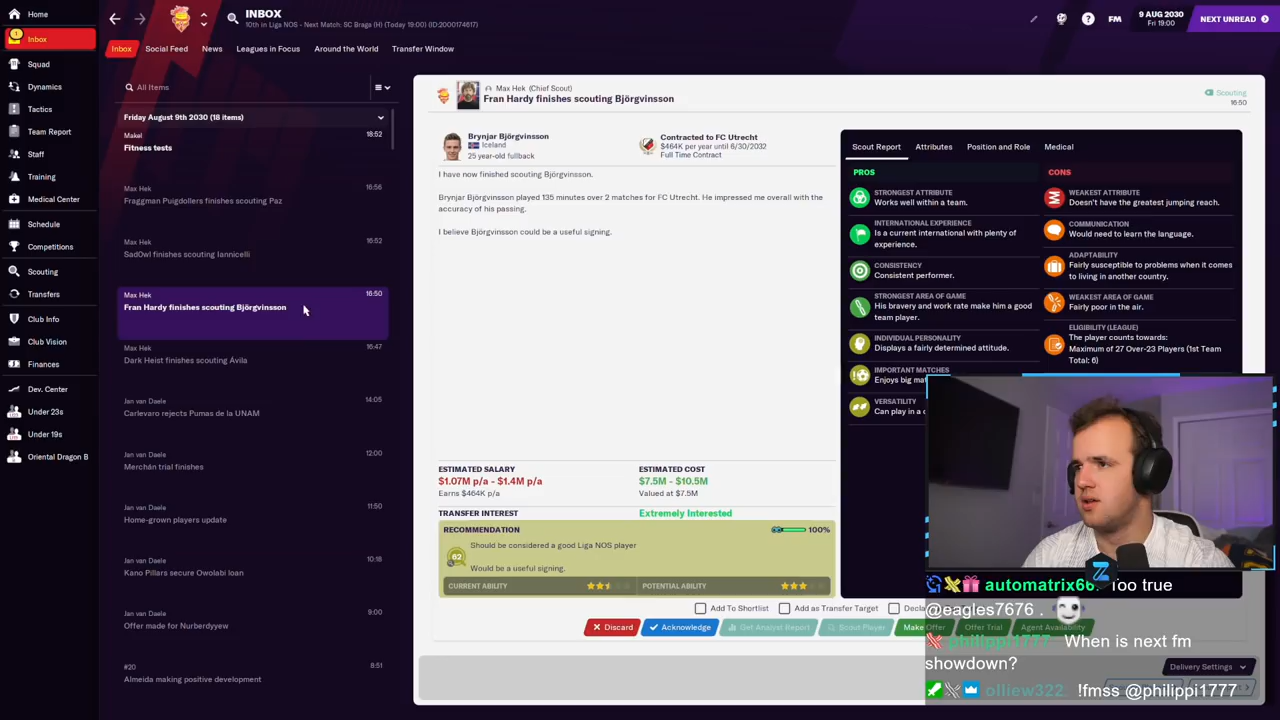 Home
INBOX
10th in Liga NOS - Next Match: SC Braga (H) (Today 19:00) (ID:2000174617)
FM
9 AUG 2030
Fri 19:00
NEXT UNREAD
1
Inbox
Squad
Dynamics
Tactics
Team Report
Staff
Training
Medical Center
Schedule
Competitions
Scouting
Transfers
Club Info
Club Vision
Finances
Dev. Center
Under 23s
Under 19s
Oriental Dragon B
Inbox
Social Feed
News
Leagues in Focus
Around the World
Transfer Window
All Items
Friday August 9th 2030 (18 items)
Makel
18:52
Fitness tests
Max Hek
16:56
Fraggman Puigdollers finishes scouting Paz
Max Hek
16:52
Sad0wl finishes scouting Iannicelli
Max Hek
16:50
Fran Hardy finishes scouting Björgvinsson
Max Hek
16:47
Dark Heist finishes scouting Ávila
Jan van Daele
14:05
Carlevaro rejects Pumas de la UNAM
Jan van Daele
12:00
Merchán trial finishes
Jan van Daele
11:50
Home-grown players update
Jan van Daele
10:18
Kano Pillars secure Owolabi loan
Jan van Daele
9:00
Offer made for Nurberdyyew
#20
8:51
Almeida making positive development
Max Hek (Chief Scout)
Fran Hardy finishes scouting Björgvinsson
Scouting
16:50
Brynjar Björgvinsson
Iceland
25 year-old fullback
Contracted to FC Utrecht
$464K per year until 6/30/2032
Full Time Contract
I have now finished scouting Björgvinsson.
Brynjar Björgvinsson played 135 minutes over 2 matches for FC Utrecht. He impressed me overall with the
accuracy of his passing.
I believe Björgvinsson could be a useful signing.
ESTIMATED SALARY
$1.07M p/a - $1.4M p/a
Earns $464K p/a
ESTIMATED COST
$7.5M - $10.5M
Valued at $7.5M
TRANSFER INTEREST
Extremely Interested
RECOMMENDATION
100%
62
Should be considered a good Liga NOS player
Would be a useful signing.
CURRENT ABILITY
POTENTIAL ABILITY
Scout Report
Attributes
Position and Role
Medical
PROS
STRONGEST ATTRIBUTE
Works well within a team.
INTERNATIONAL EXPERIENCE
Is a current international with plenty of
experience.
CONSISTENCY
Consistent performer.
STRONGEST AREA OF GAME
His bravery and work rate make him a good
team player.
INDIVIDUAL PERSONALITY
Displays a fairly determined attitude.
IMPORTANT MATCHES
Enjoys big
VERSATILITY
Can play in a
CONS
WEAKEST ATTRIBUTE
Doesn't have the greatest jumping reach.
COMMUNICATION
Would need to learn the language.
ADAPTABILITY
Fairly susceptible to problems when it comes
to living in another country.
WEAKEST AREA OF GAME
Fairly poor in the air.
ELIGIBILITY (LEAGUE)
The player counts towards:
Maximum of 27 Over-23 Players (1st Team
Total: 6)
Add To Shortlist
Add as Transfer Target
Discard
Acknowledge
Get Analyst Report
Scout Player
Make Offer
Offer Trial
Agent Availability
Delivery Settings
Too true
@eagles7676 .
philippi1777 When is next fm
showdown?
olliew322 !fmss @philippi1777